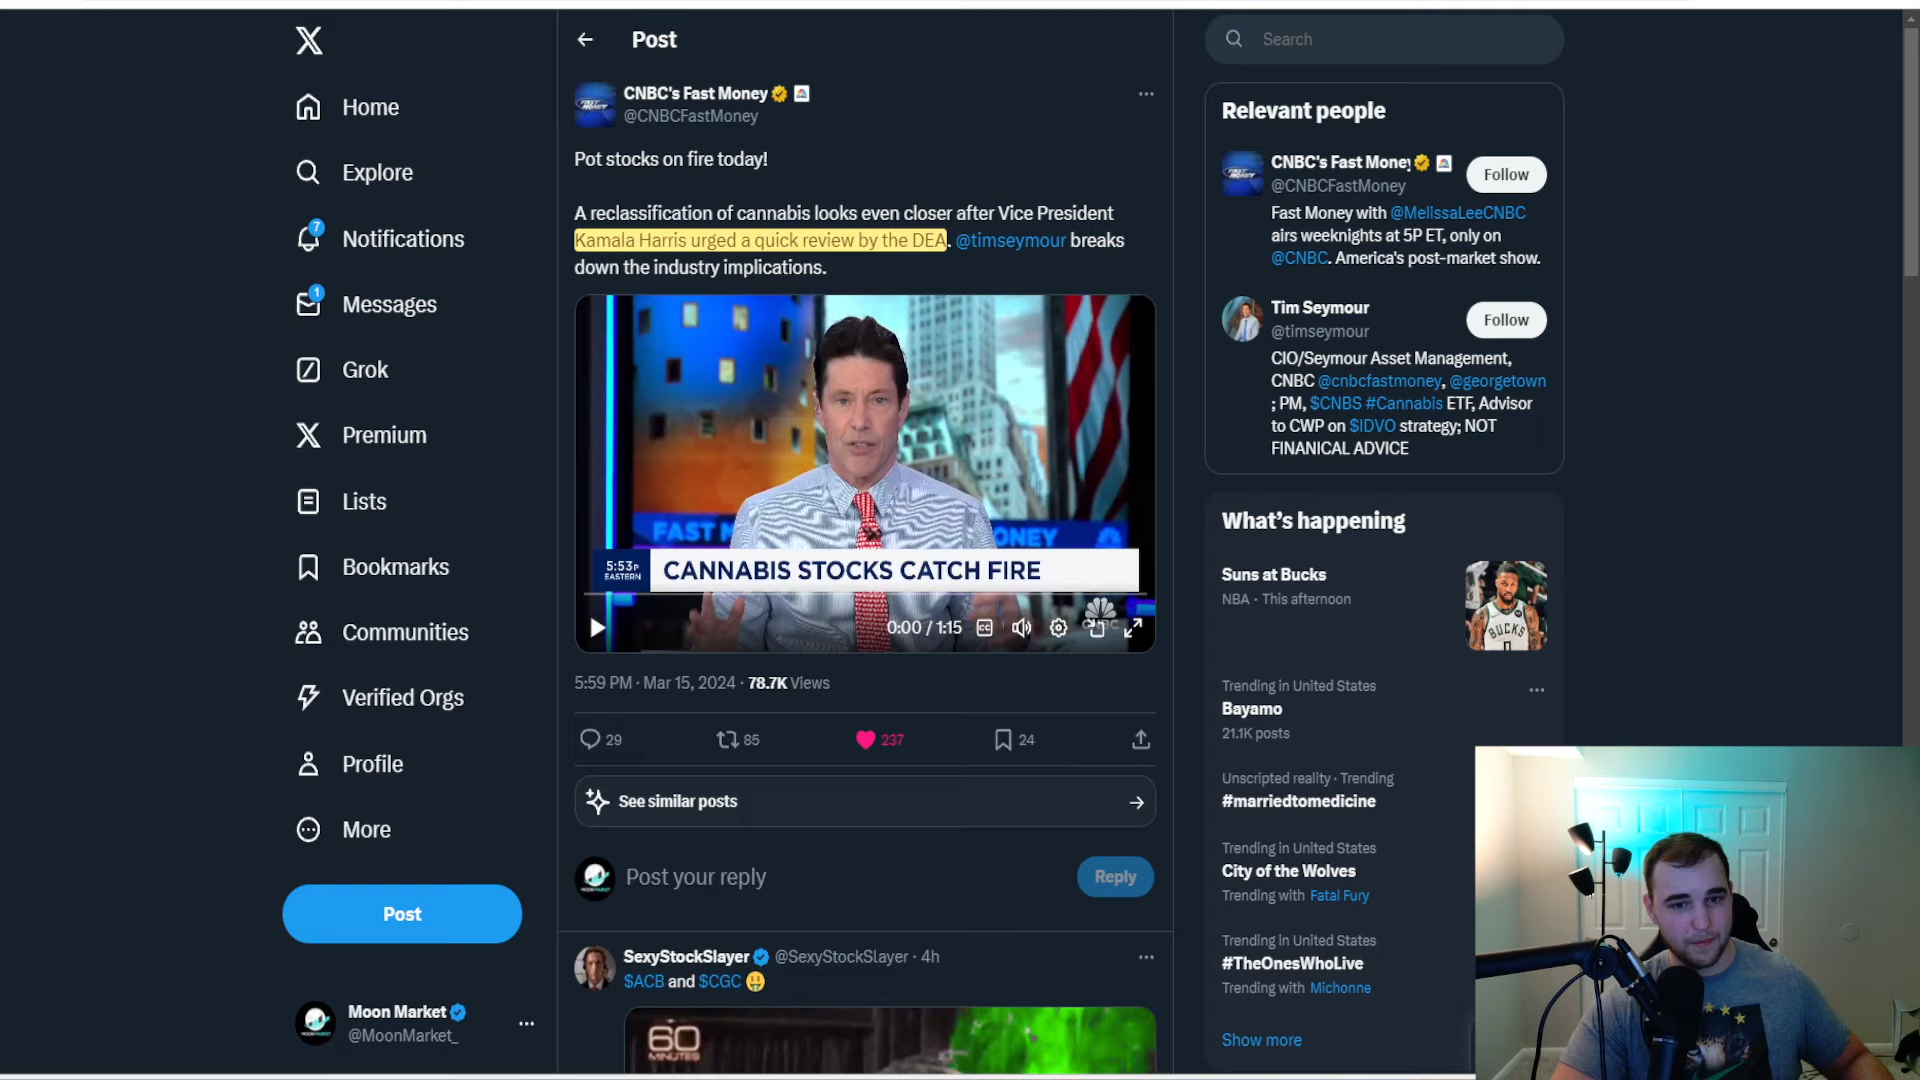 Home
Explore
7
Notifications
1
Messages
Grok
Premium
Lists
Bookmarks
Communities
Verified Orgs
Profile
More
Post
Moon Market
@MoonMarket_
Post
CNBC's Fast Money
@CNBCFastMoney
Pot stocks on fire today!
A reclassification of cannabis looks even closer after Vice President
Kamala Harris urged a quick review by the DEA. @timseymour breaks
down the industry implications.
FAST M
ONEY
5:53P
EASTERN
CANNABIS STOCKS CATCH FIRE
0:00 / 1:15
5:59 PM · Mar 15, 2024 · 78.7K Views
29
85
237
24
See similar posts
Post your reply
Reply
SexyStockSlayer @SexyStockSlayer · 4h
$ACB and $CGC
60
MINUTES
Search
Relevant people
CNBC's Fast Money
@CNBCFastMoney
Follow
Fast Money with @MelissaLeeCNBC
airs weeknights at 5P ET, only on
@CNBC. America's post-market show.
Tim Seymour
@timseymour
Follow
CIO/Seymour Asset Management,
CNBC @cnbcfastmoney, @georgetown
; PM, $CNBS #Cannabis ETF, Advisor
to CWP on $IDVO strategy; NOT
FINANICAL ADVICE
What's happening
Suns at Bucks
NBA · This afternoon
BUCKS
Trending in United States
Bayamo
21.1K posts
Unscripted reality · Trending
#marriedtomedicine
Trending in United States
City of the Wolves
Trending with Fatal Fury
Trending in United States
#TheOnesWhoLive
Trending with Michonne
Show more